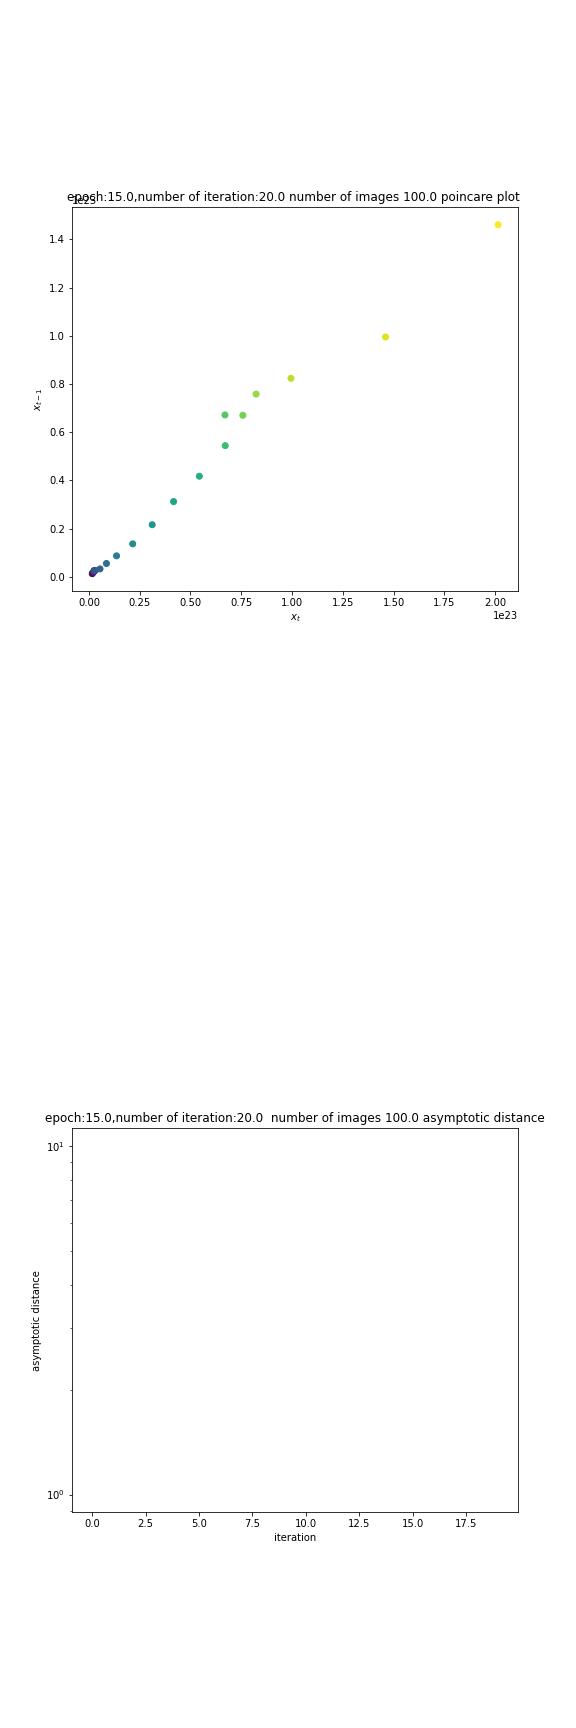 epoch:15.0,number of iteration:20.0 number of images 100.0 poincare plot
1e23
1.4
1.2
1.0
0.8
0.6
0.4
0.2
0.0
x_{t-1}
0.00 0.25 0.50 0.75 1.00 1.25 1.50 1.75 2.00
x_t
1e23
epoch:15.0,number of iteration:20.0  number of images 100.0 asymptotic distance
10^1
10^0
asymptotic distance
0.0 2.5 5.0 7.5 10.0 12.5 15.0 17.5
iteration